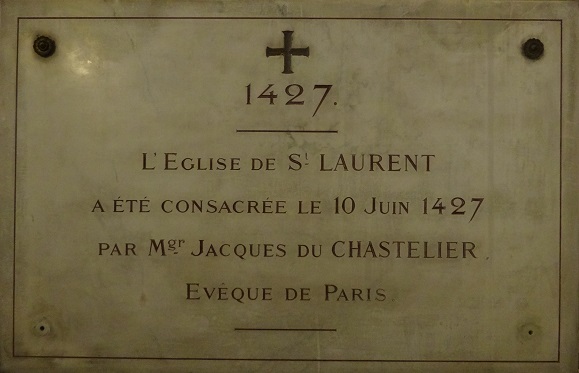 1427.
L'EGLISE DE St LAURENT
A ÉTÉ CONSACRÉE LE 10 JUIN 1427
PAR Mgr JACQUES DU CHASTELIER.
EVÊQUE DE PARIS.